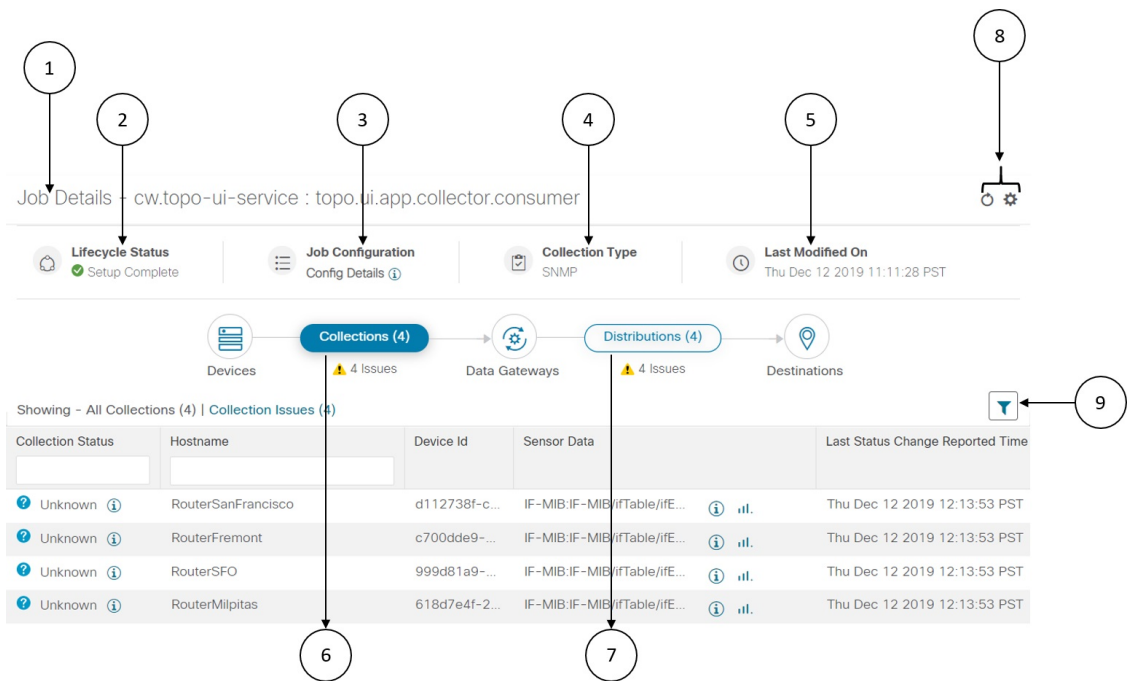 8
1
2
3
4
5
Job Details - cw.topo-ui-service : topo.ui.app.collector.consumer
Lifecycle Status
Setup Complete
Job Configuration
Config Details
Collection Type
SNMP
Last Modified On
Thu Dec 12 2019 11:11:28 PST
Collections (4)
Distributions (4)
Devices
4 Issues
Data Gateways
4 Issues
Destinations
9
Showing - All Collections (4) | Collection Issues (4)
Collection Status Hostname Device Id Sensor Data Last Status Change Reported Time
Unknown RouterSanFrancisco d112738f-c... IF-MIB:IF-MIB/ifTable/ifE... Thu Dec 12 2019 12:13:53 PST
Unknown RouterFremont c700dde9-... IF-MIB:IF-MIB/ifTable/ifE... Thu Dec 12 2019 12:13:53 PST
Unknown RouterSFO 999d81a9-... IF-MIB:IF-MIB/ifTable/ifE... Thu Dec 12 2019 12:13:53 PST
Unknown RouterMilpitas 618d7e4f-2... IF-MIB:IF-MIB/ifTable/ifE... Thu Dec 12 2019 12:13:53 PST
6
7